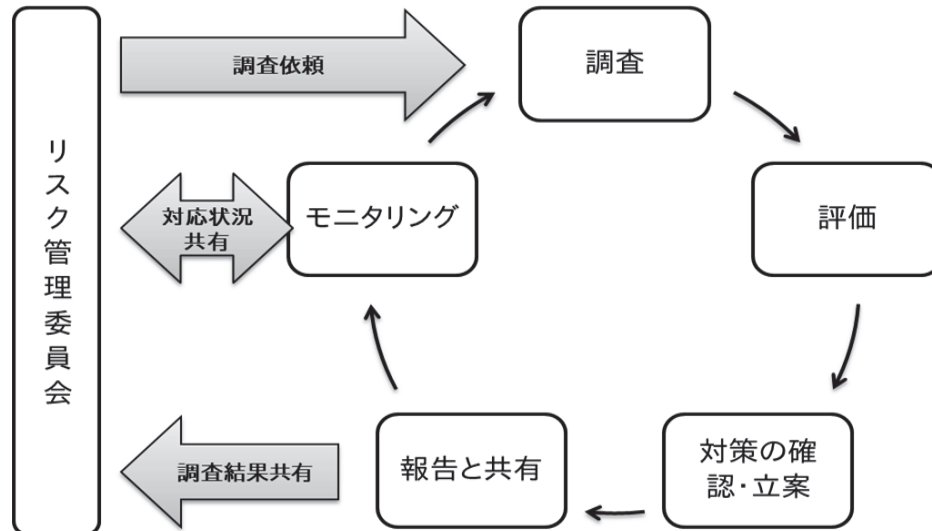 リスク管理委員会
調査依頼
調査
対応状況
共有
モニタリング
評価
調査結果共有
報告と共有
対策の確
認・立案